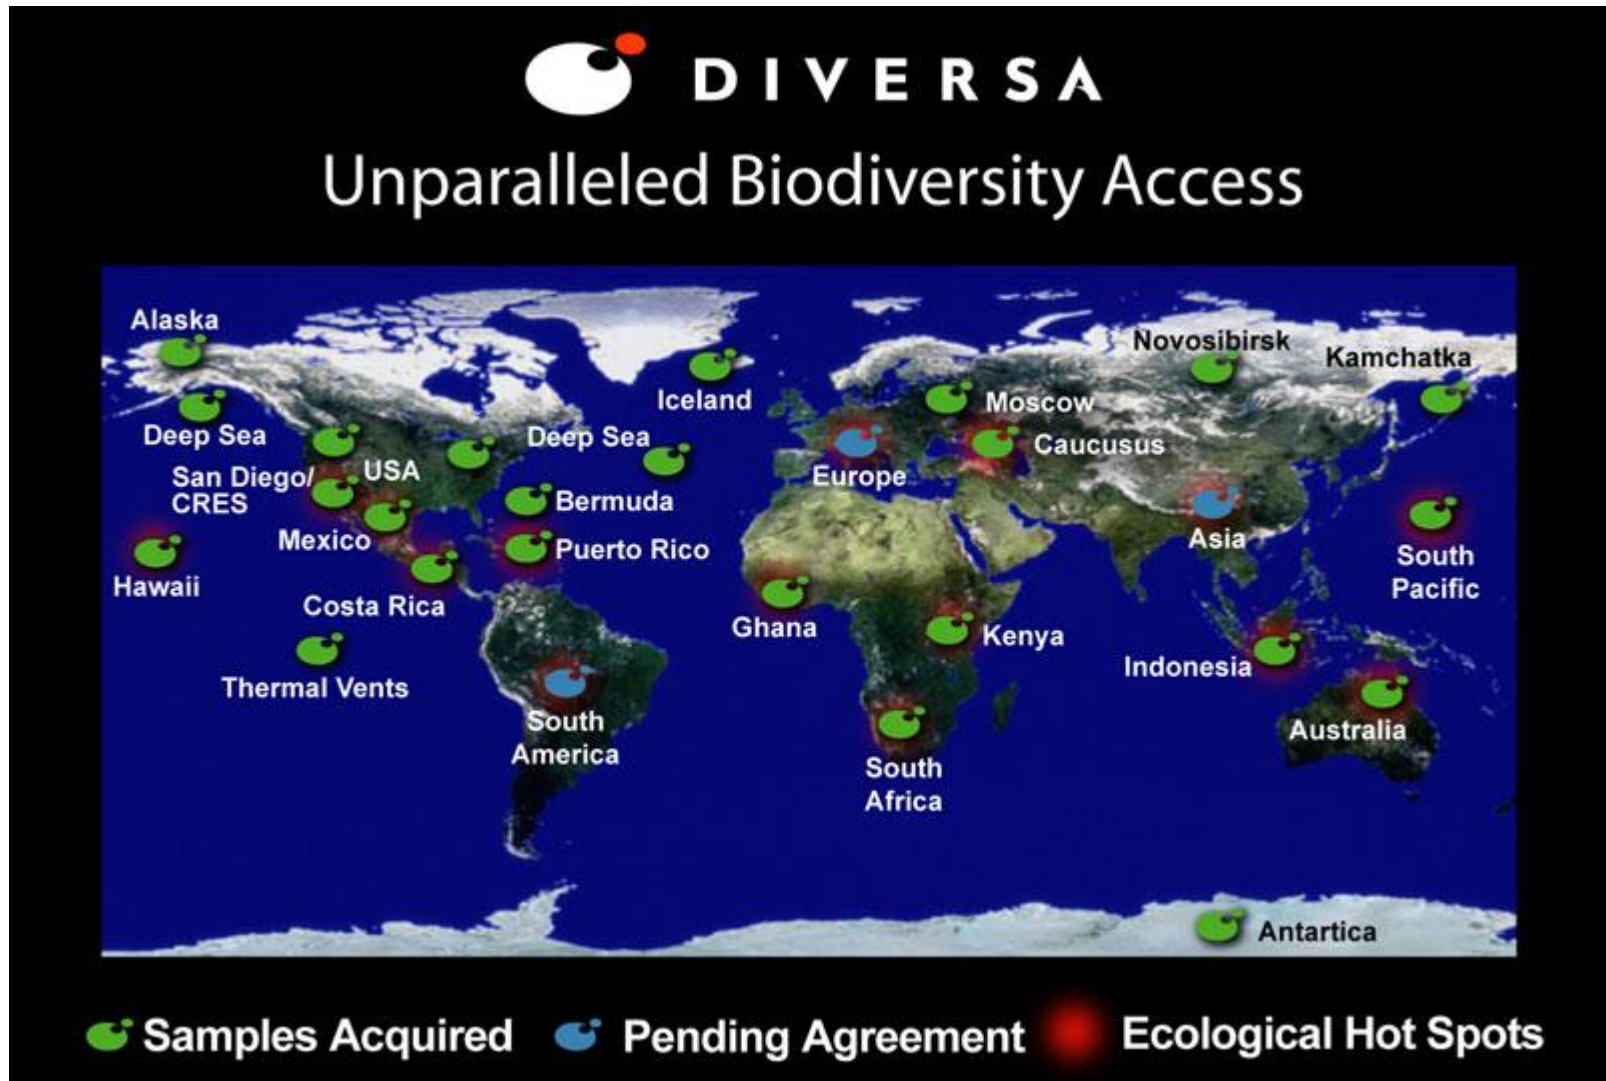 DIVERSA
Unparalleled Biodiversity Access
Alaska
Novosibirsk
Kamchatka
Iceland
Moscow
Deep Sea
Deep Sea
Caucusus
San Diego/
CRES
USA
Europe
Bermuda
Mexico
Puerto Rico
Asia
South
Pacific
Hawaii
Costa Rica
Ghana
Kenya
Indonesia
Thermal Vents
South
America
Australia
South
Africa
Antartica
Samples Acquired
Pending Agreement
Ecological Hot Spots